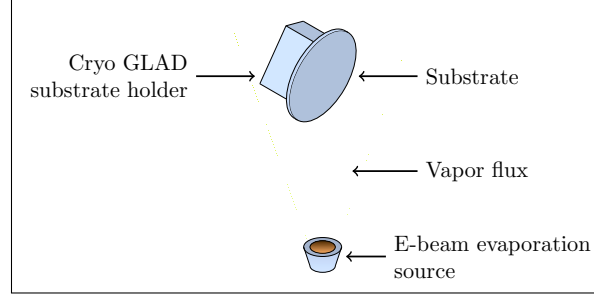 Cryo GLAD
substrate holder
Substrate
Vapor flux
E-beam evaporation
source